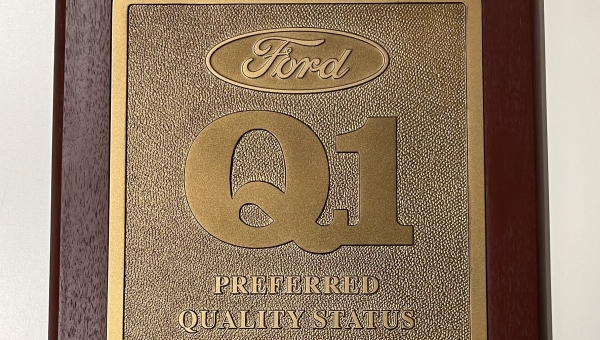 Ford
Q1
PREFERRED
QUALITY STATUS